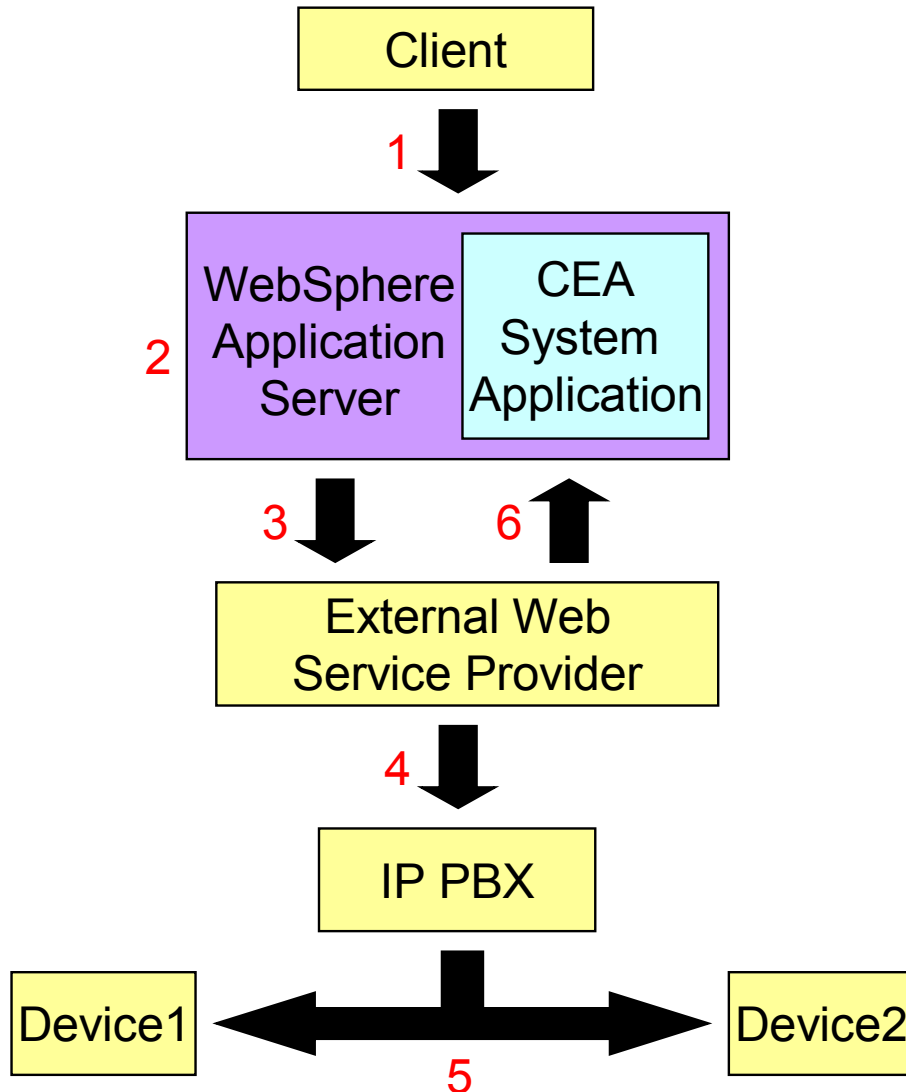 Client
1
WebSphere
Application
Server
CEA
System
Application
2
3
6
External Web
Service Provider
4
IP PBX
Device1
Device2
5